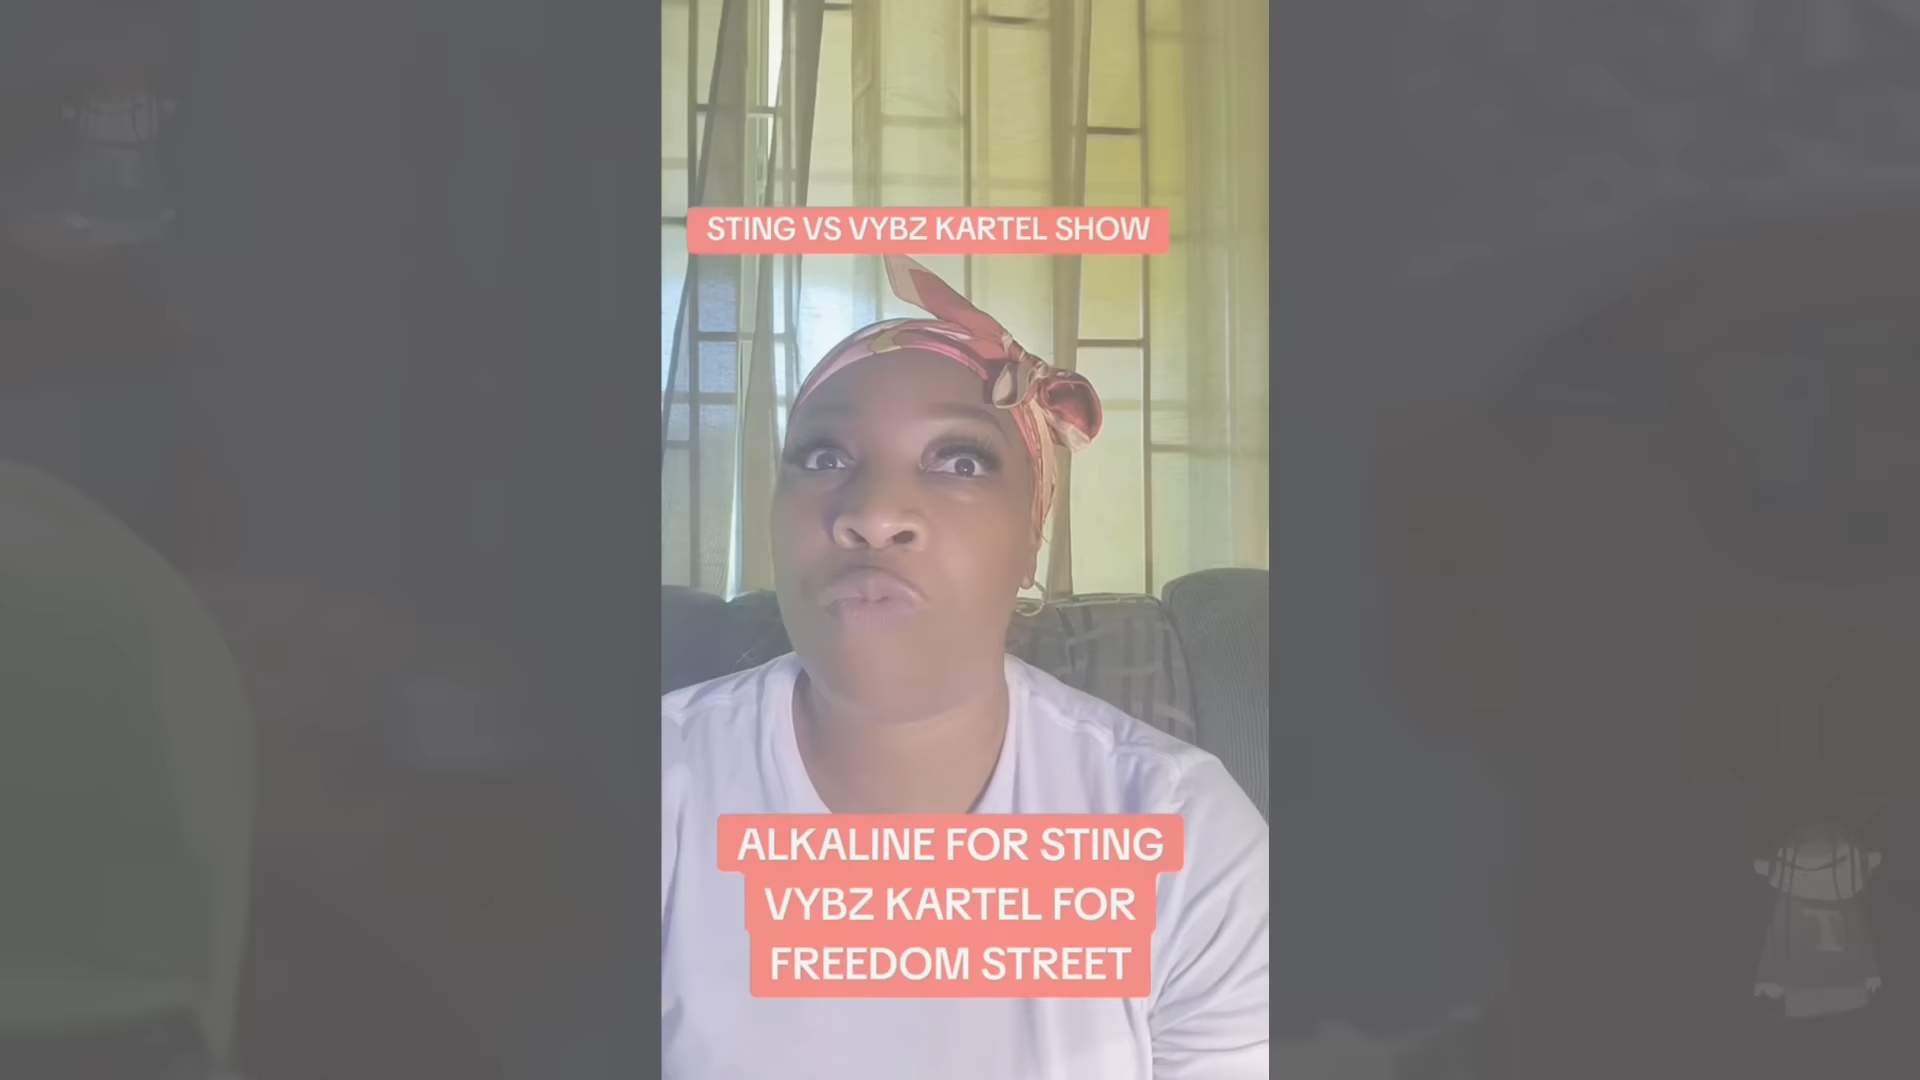 STING VS VYBZ KARTEL SHOW
ALKALINE FOR STING
VYBZ KARTEL FOR
FREEDOM STREET
T